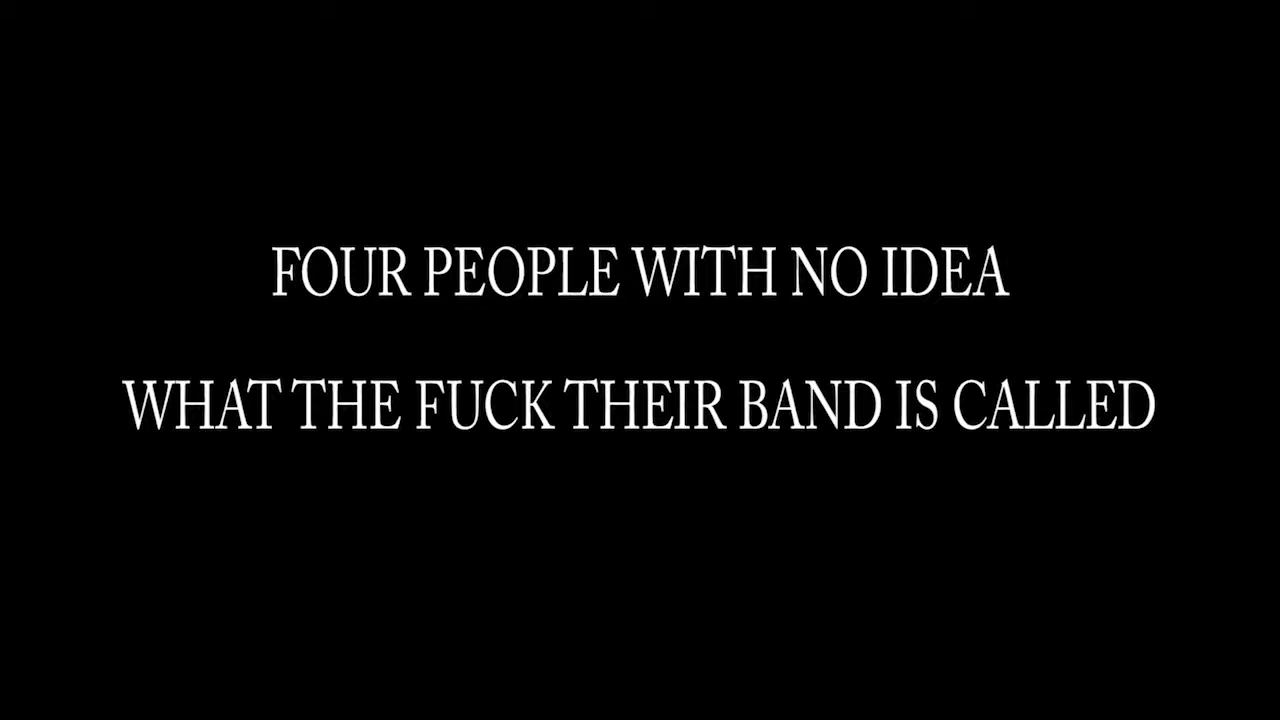 FOUR PEOPLE WITH NO IDEA
WHAT THE FUCK THEIR BAND IS CALLED